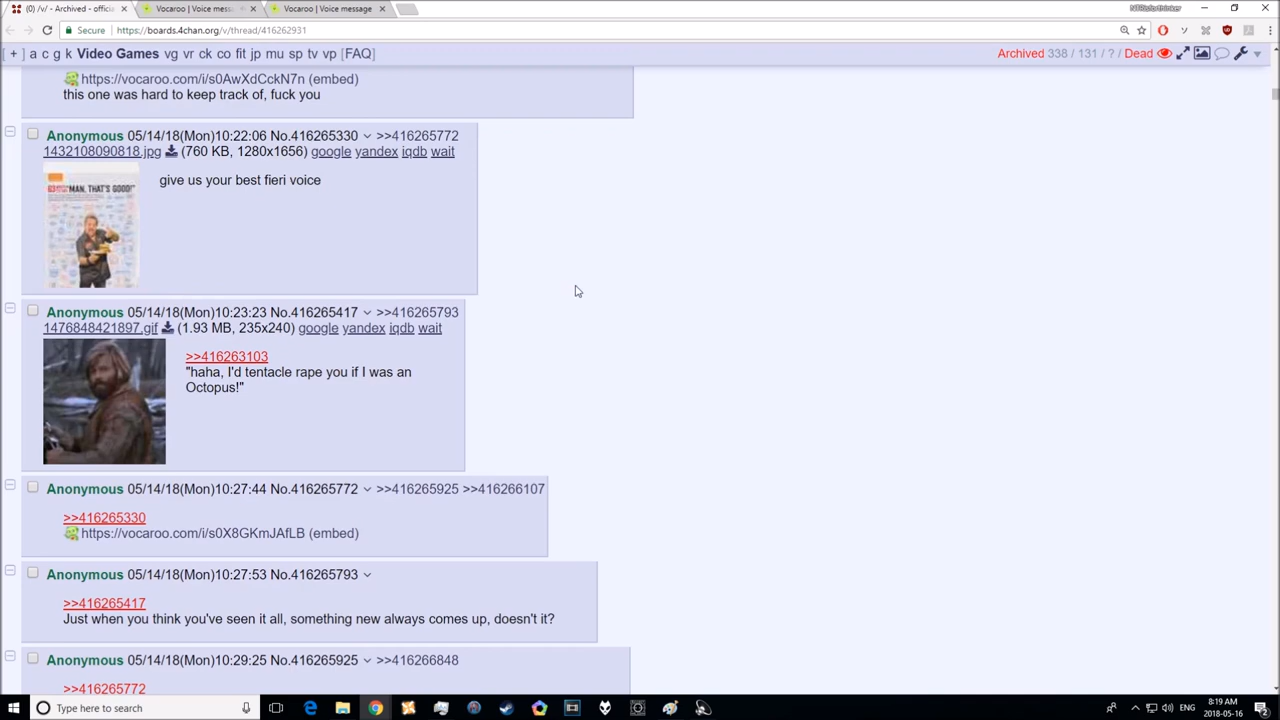 (0) /v/ - Archived - official
Vocaroo | Voice messa
Vocaroo | Voice message
NTRisforthinker
Secure https://boards.4chan.org/v/thread/416262931
[ + ] a c g k Video Games vg vr ck co fit jp mu sp tv vp [FAQ]
Archived 338 / 131 / ? / Dead
https://vocaroo.com/i/s0AwXdCckN7n (embed)
this one was hard to keep track of, fuck you
Anonymous 05/14/18(Mon)10:22:06 No.416265330 >>416265772
1432108090818.jpg (760 KB, 1280x1656) google yandex iqdb wait
"MAN, THAT'S GOOD!"
give us your best fieri voice
Anonymous 05/14/18(Mon)10:23:23 No.416265417 >>416265793
1476848421897.gif (1.93 MB, 235x240) google yandex iqdb wait
>>416263103
"haha, I'd tentacle rape you if I was an
Octopus!"
Anonymous 05/14/18(Mon)10:27:44 No.416265772 >>416265925 >>416266107
>>416265330
https://vocaroo.com/i/s0X8GKmJAfLB (embed)
Anonymous 05/14/18(Mon)10:27:53 No.416265793
>>416265417
Just when you think you've seen it all, something new always comes up, doesn't it?
Anonymous 05/14/18(Mon)10:29:25 No.416265925 >>416266848
>>416265772
Type here to search
ENG
8:19 AM
2018-05-16
2